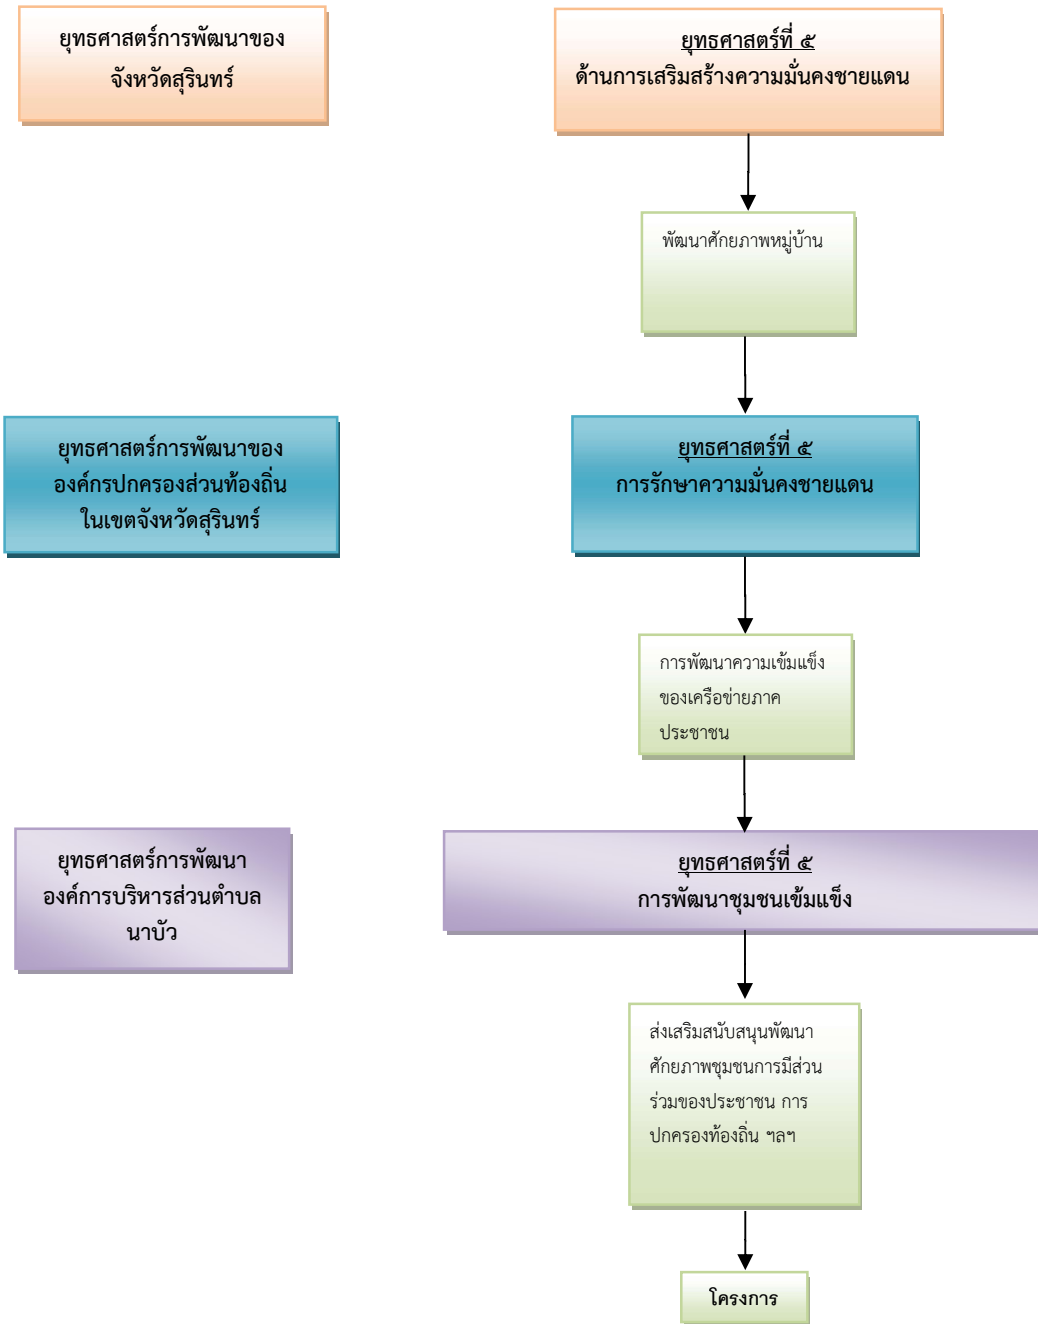 ยุทธศาสตร์การพัฒนาของ
จังหวัดสุรินทร์
ยุทธศาสตร์ที่ ๕
ด้านการเสริมสร้างความมั่นคงชายแดน
พัฒนาศักยภาพหมู่บ้าน
ยุทธศาสตร์การพัฒนาของ
องค์กรปกครองส่วนท้องถิ่น
ในเขตจังหวัดสุรินทร์
ยุทธศาสตร์ที่ ๕
การรักษาความมั่นคงชายแดน
การพัฒนาความเข้มแข็ง
ของเครือข่ายภาค
ประชาชน
ยุทธศาสตร์การพัฒนา
องค์การบริหารส่วนตำบล
นาบัว
ยุทธศาสตร์ที่ ๕
การพัฒนาชุมชนเข้มแข็ง
ส่งเสริมสนับสนุนพัฒนา
ศักยภาพชุมชนการมีส่วน
ร่วมของประชาชน การ
ปกครองท้องถิ่น ฯลฯ
โครงการ